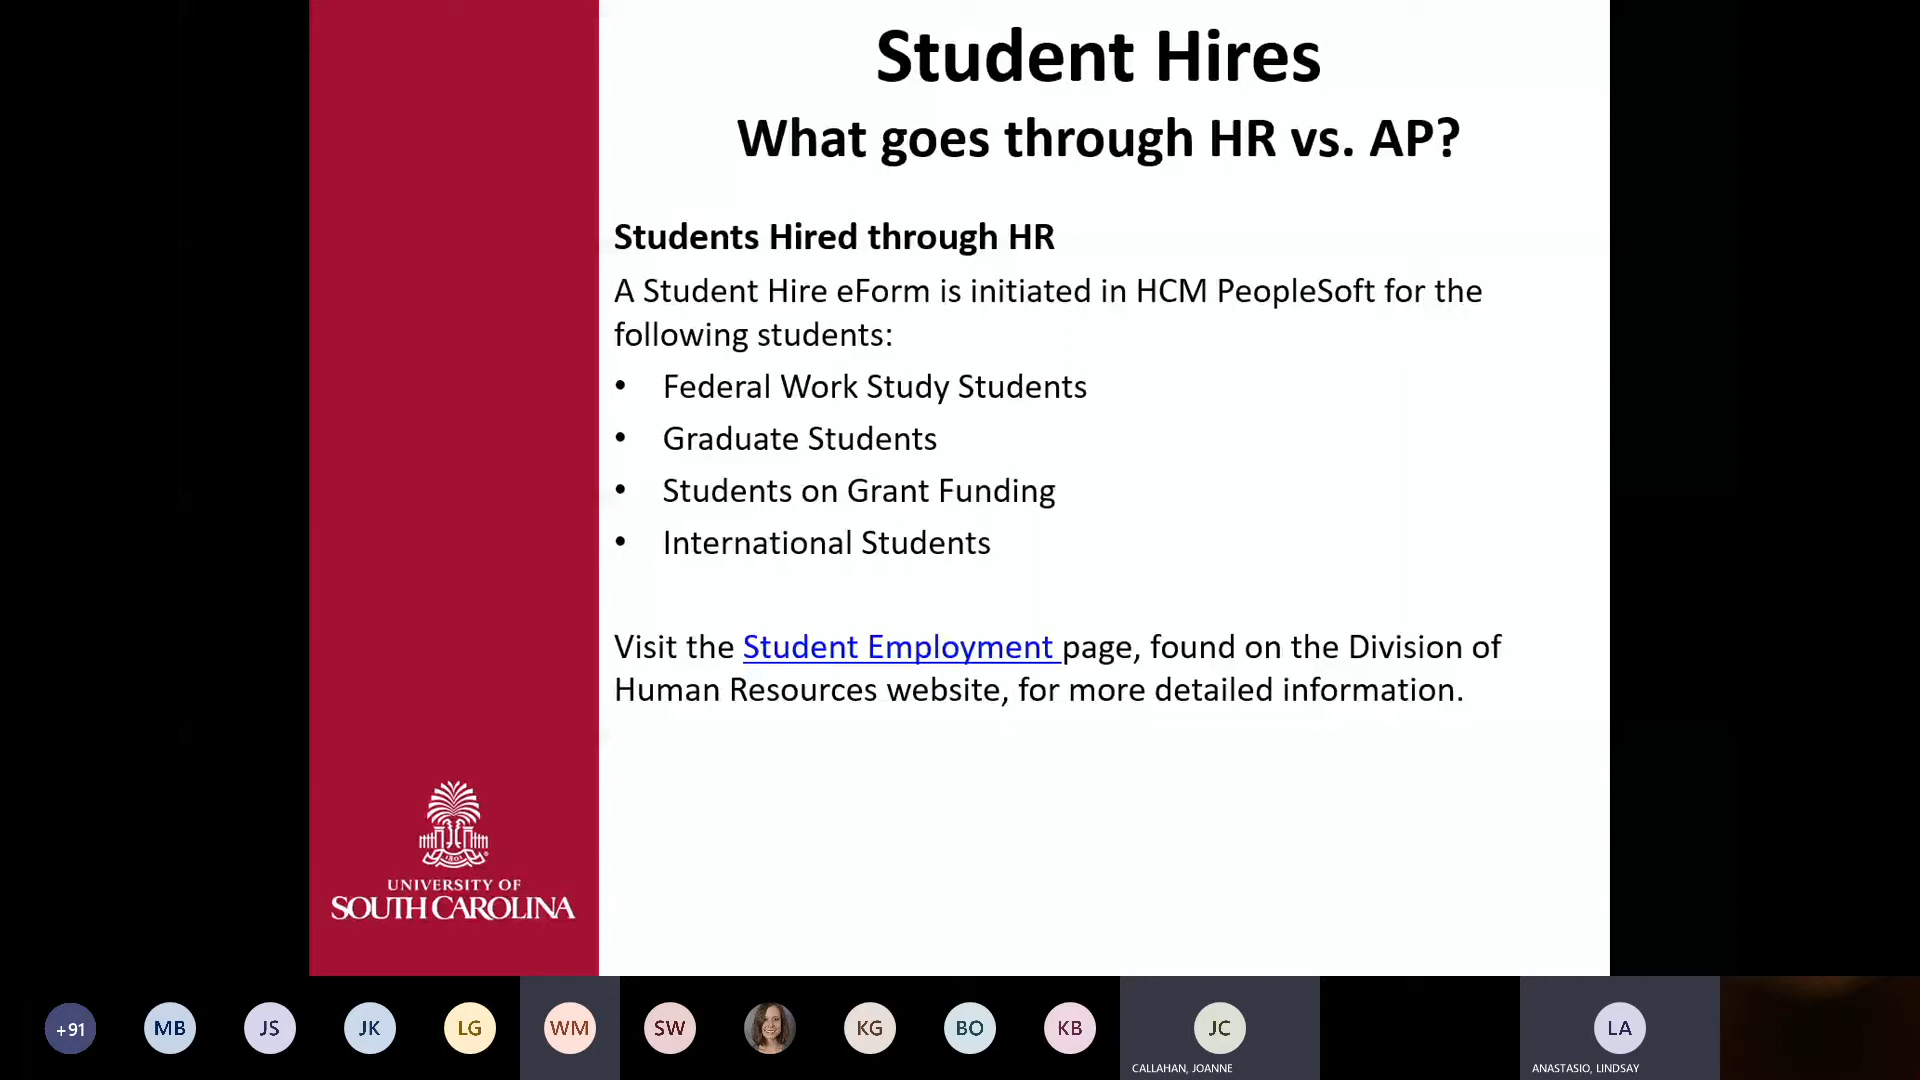 Student Hires
What goes through HR vs. AP?
Students Hired through HR
A Student Hire eForm is initiated in HCM PeopleSoft for the
following students:
• Federal Work Study Students
• Graduate Students
• Students on Grant Funding
• International Students
Visit the Student Employment page, found on the Division of
Human Resources website, for more detailed information.
1801
UNIVERSITY OF
SOUTH CAROLINA
+91
MB
JS
JK
LG
WM
SW
KG
BO
KB
JC
LA
CALLAHAN, JOANNE
ANASTASIO, LINDSAY